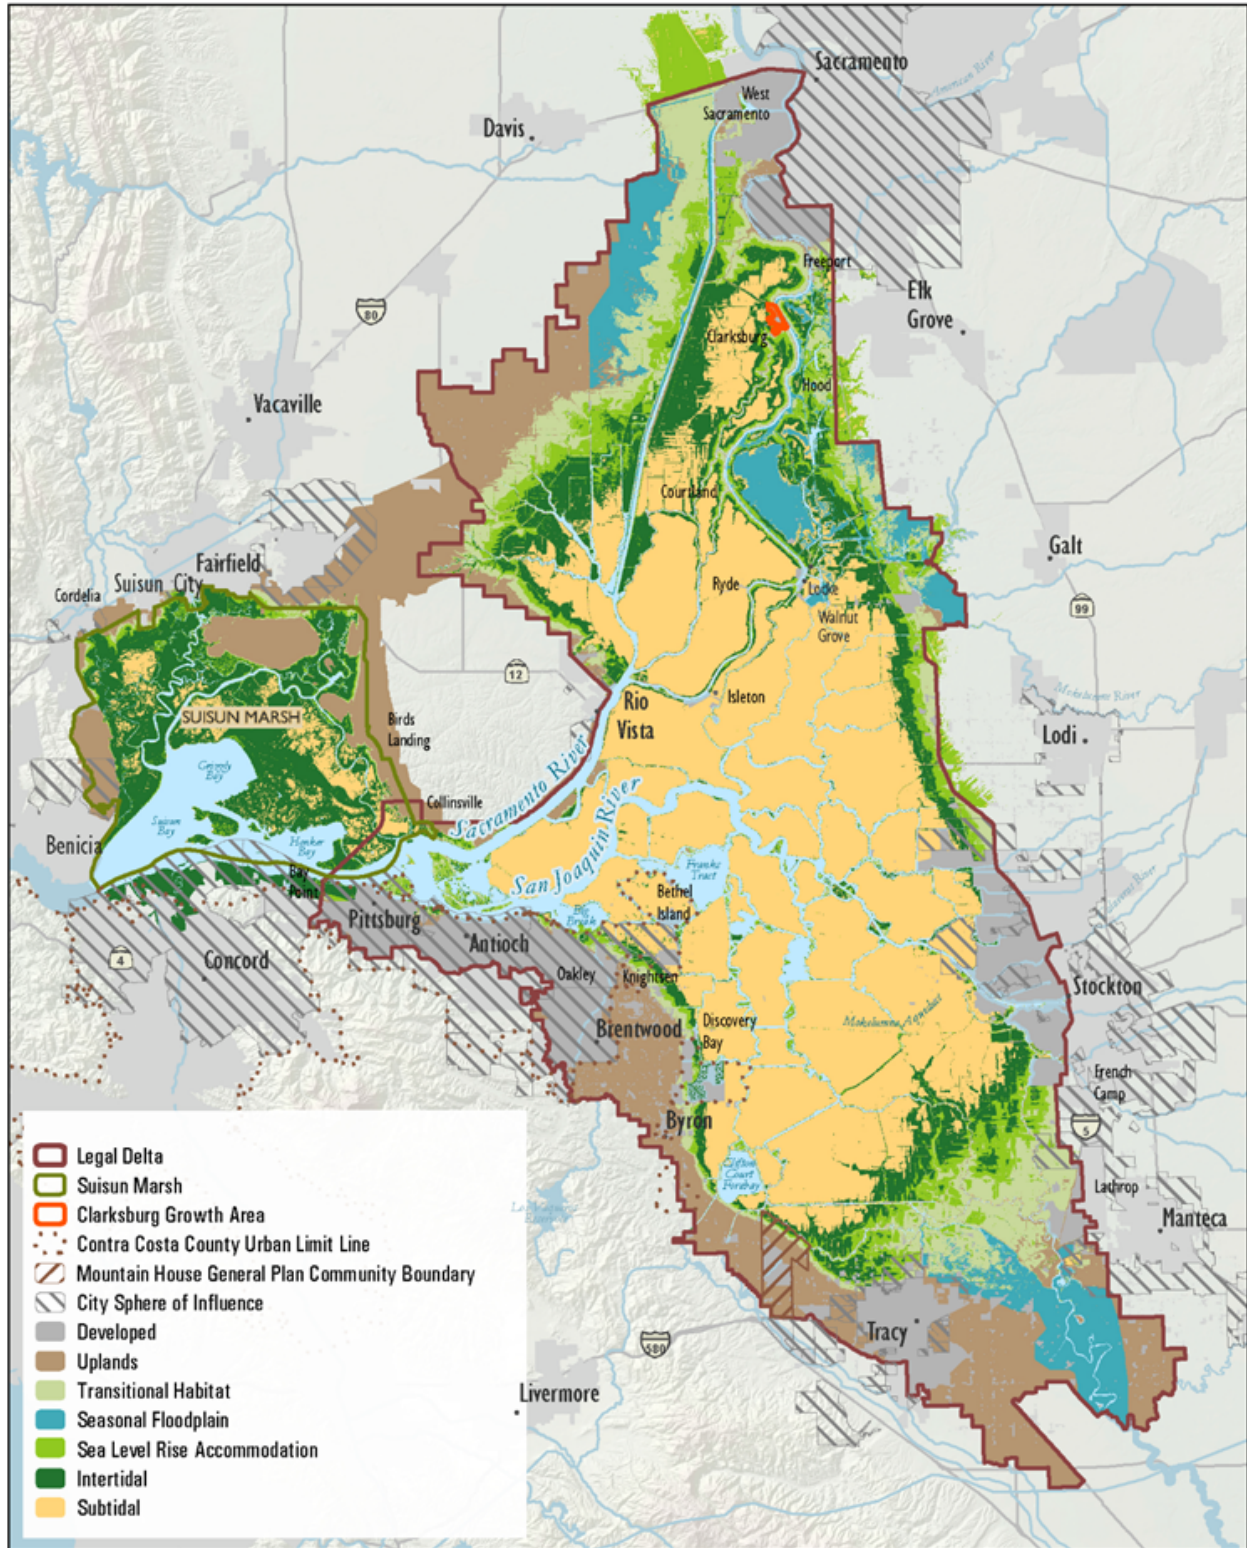 Sacramento
American River
West
Sacramento
Davis
Freeport
Elk
Grove
80
Clarksburg
Hood
Vacaville
Courtland
Galt
Fairfield
Suisun City
Cordelia
Ryde
Locke
99
Walnut
Grove
12
Mokelumne River
Isleton
Rio
Vista
SUISUN MARSH
Birds
Landing
Lodi
Grizzly
Bay
Collinsville
Sacramento River
Suisun
Bay
Honker
Bay
Benicia
San Joaquin River
Franks
Tract
Bay
Point
Bethel
Island
Pittsburg
Big
Break
Antioch
4
Concord
Oakley
Knightsen
Stockton
Brentwood
Discovery
Bay
Mokelumne Aqueduct
French
Camp
Byron
5
Clifton
Court
Forebay
Lathrop
Manteca
Tracy
580
Livermore
Legal Delta
Suisun Marsh
Clarksburg Growth Area
Contra Costa County Urban Limit Line
Mountain House General Plan Community Boundary
City Sphere of Influence
Developed
Uplands
Transitional Habitat
Seasonal Floodplain
Sea Level Rise Accommodation
Intertidal
Subtidal